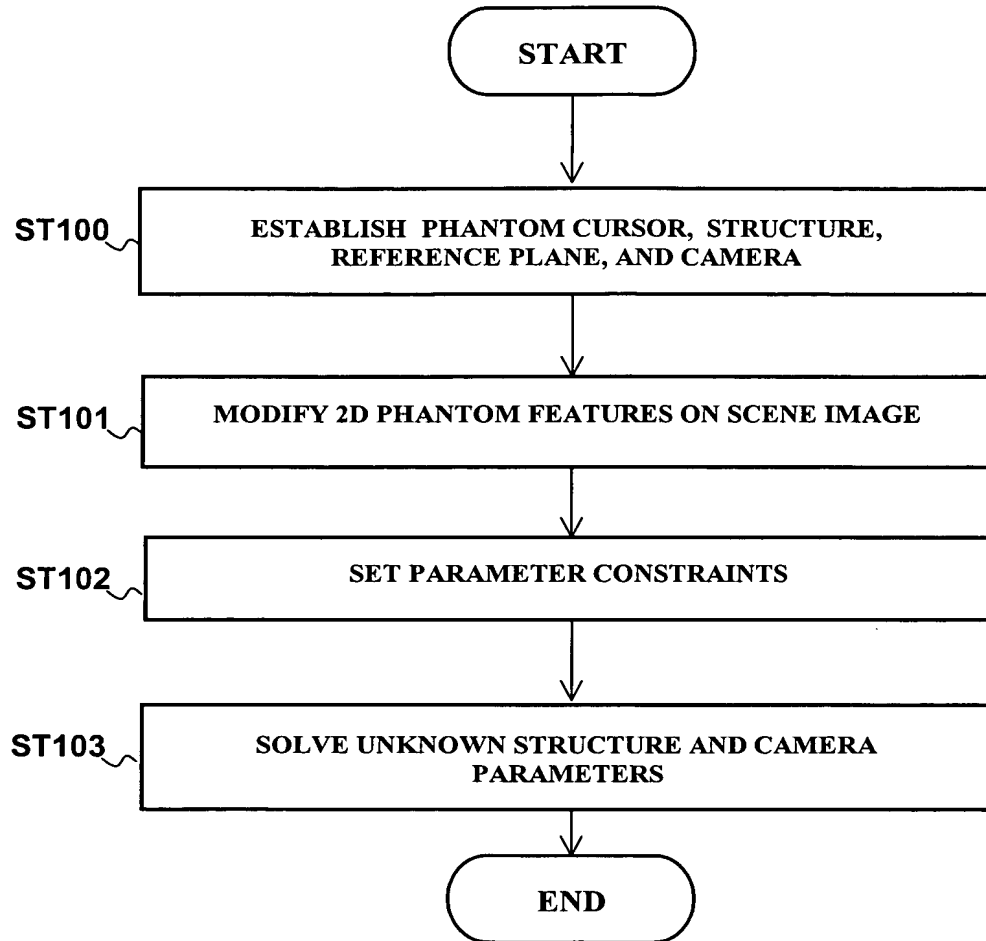 START
ST100
ESTABLISH PHANTOM CURSOR, STRUCTURE,
REFERENCE PLANE, AND CAMERA
ST101
MODIFY 2D PHANTOM FEATURES ON SCENE IMAGE
ST102
SET PARAMETER CONSTRAINTS
ST103
SOLVE UNKNOWN STRUCTURE AND CAMERA
PARAMETERS
END